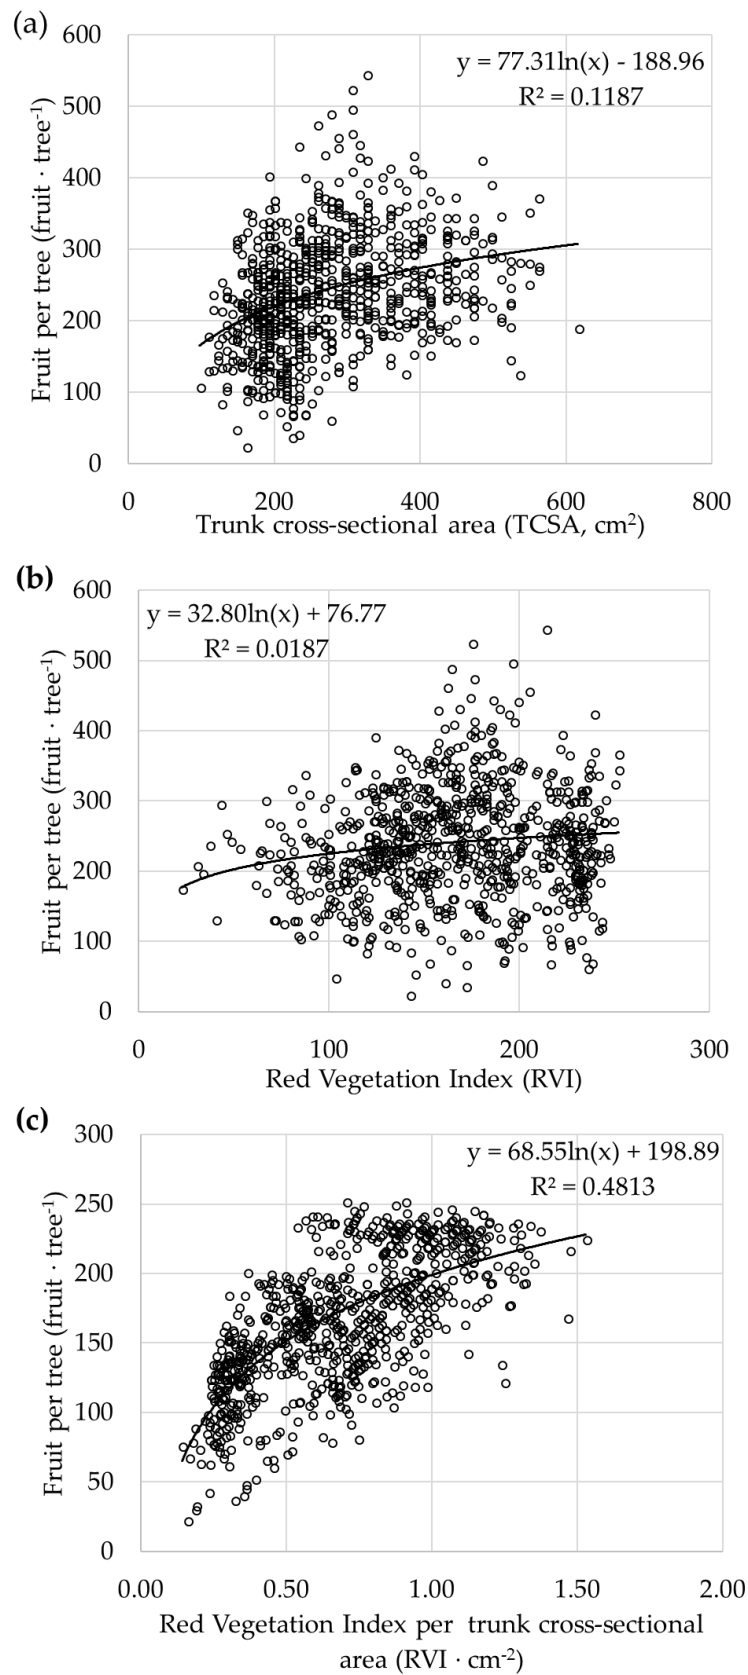 (a)
600
500
400
300
200
100
0
y = 77.31ln(x) - 188.96
R² = 0.1187
Fruit per tree (fruit · tree⁻¹)
0 200 400 600 800
Trunk cross-sectional area (TCSA, cm²)
(b)
600
500
400
300
200
100
0
y = 32.80ln(x) + 76.77
R² = 0.0187
Fruit per tree (fruit · tree⁻¹)
0 100 200 300
Red Vegetation Index (RVI)
(c)
300
250
200
150
100
50
0
y = 68.55ln(x) + 198.89
R² = 0.4813
Fruit per tree (fruit · tree⁻¹)
0.00 0.50 1.00 1.50 2.00
Red Vegetation Index per trunk cross-sectional
area (RVI · cm⁻²)